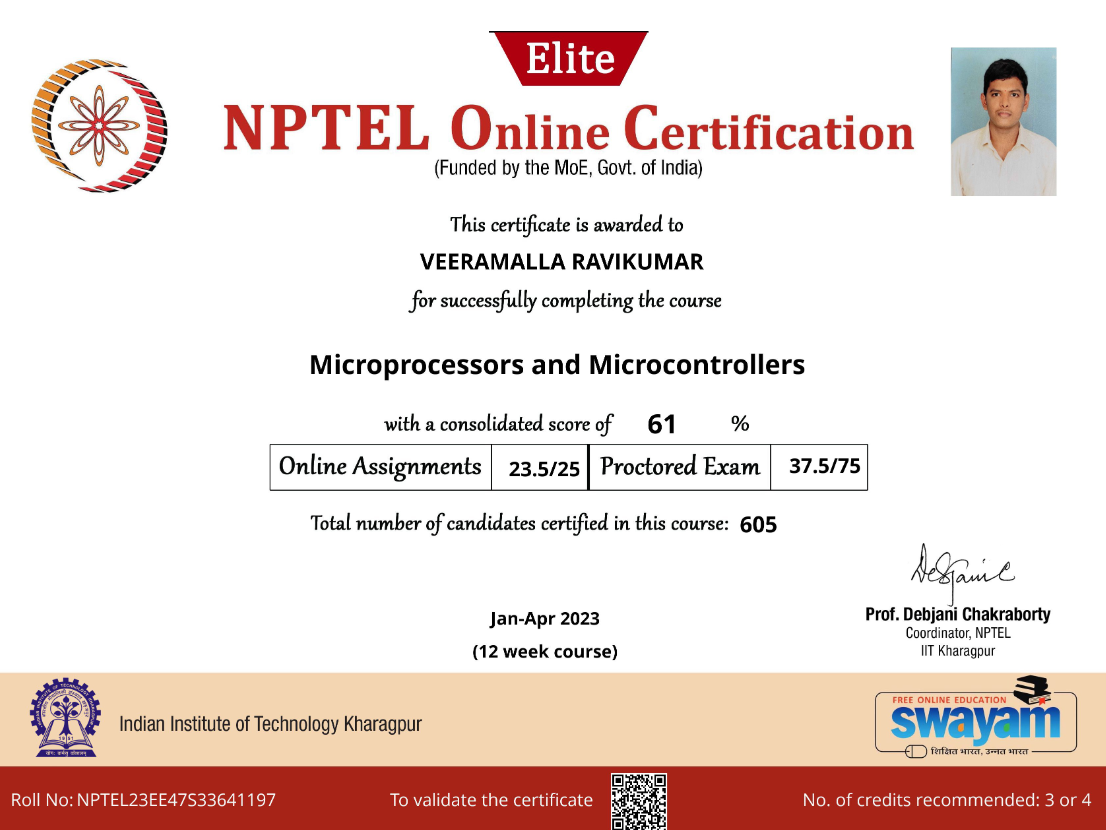 Elite
NPTEL Online Certification
(Funded by the MoE, Govt. of India)
This certificate is awarded to
VEERAMALLA RAVIKUMAR
for successfully completing the course
Microprocessors and Microcontrollers
with a consolidated score of 61 %
Online Assignments 23.5/25 Proctored Exam 37.5/75
Total number of candidates certified in this course: 605
Debjani C
Prof. Debjani Chakraborty
Coordinator, NPTEL
IIT Kharagpur
Jan-Apr 2023
(12 week course)
Indian Institute of Technology Kharagpur
1951
FREE ONLINE EDUCATION
swayam
शिक्षित भारत, उन्नत भारत
Roll No: NPTEL23EE47S33641197 To validate the certificate No. of credits recommended: 3 or 4